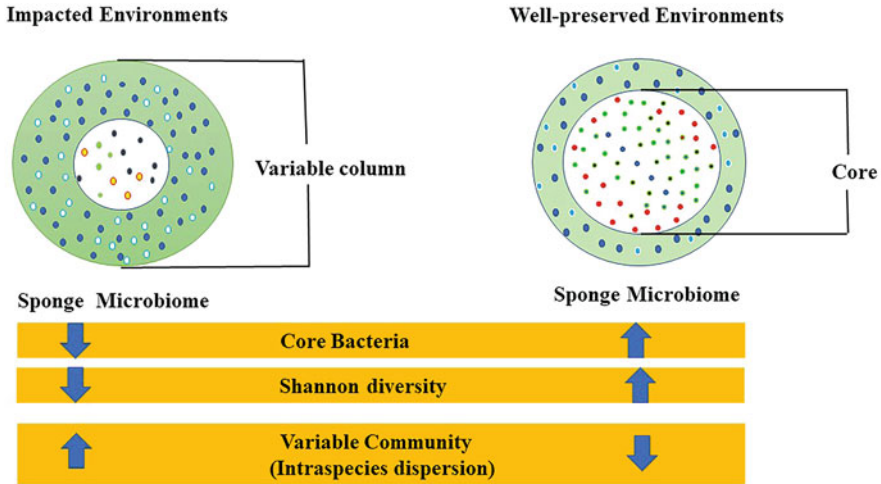 Impacted Environments
Well-preserved Environments
Variable column
Core
Sponge Microbiome
Sponge Microbiome
Core Bacteria
Shannon diversity
Variable Community
(Intraspecies dispersion)